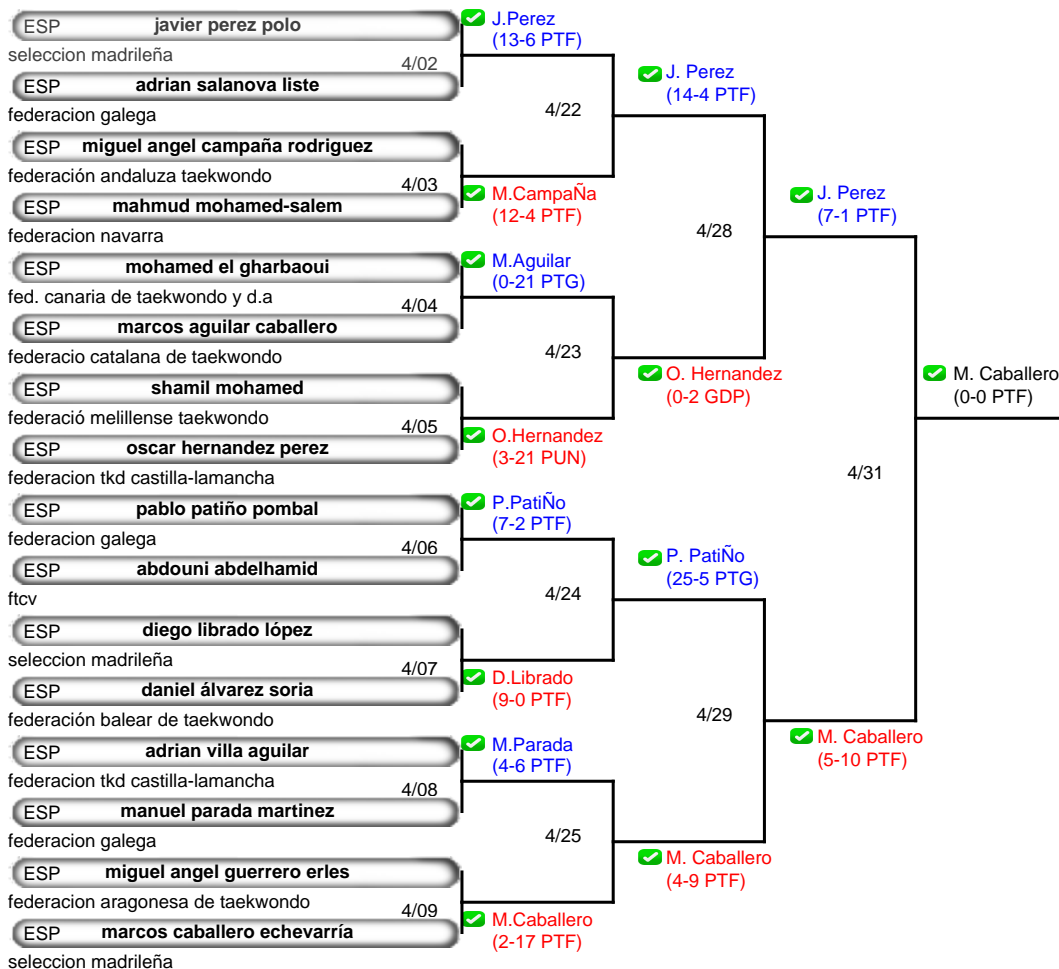 ESP javier perez polo
seleccion madrileña
4/02
ESP adrian salanova liste
federacion galega
ESP miguel angel campaña rodriguez
federación andaluza taekwondo
4/03
ESP mahmud mohamed-salem
federacion navarra
ESP mohamed el gharbaoui
fed. canaria de taekwondo y d.a
4/04
ESP marcos aguilar caballero
federacio catalana de taekwondo
ESP shamil mohamed
federació melillense taekwondo
4/05
ESP oscar hernandez perez
federacion tkd castilla-lamancha
ESP pablo patiño pombal
federacion galega
4/06
ESP abdouni abdelhamid
ftcv
ESP diego librado lópez
seleccion madrileña
4/07
ESP daniel álvarez soria
federación balear de taekwondo
ESP adrian villa aguilar
federacion tkd castilla-lamancha
4/08
ESP manuel parada martinez
federacion galega
ESP miguel angel guerrero erles
federacion aragonesa de taekwondo
4/09
ESP marcos caballero echevarría
seleccion madrileña
J.Perez
(13-6 PTF)
4/22
M.CampaÑa
(12-4 PTF)
M.Aguilar
(0-21 PTG)
4/23
O.Hernandez
(3-21 PUN)
P.PatiÑo
(7-2 PTF)
4/24
D.Librado
(9-0 PTF)
M.Parada
(4-6 PTF)
4/25
M.Caballero
(2-17 PTF)
J. Perez
(14-4 PTF)
4/28
O. Hernandez
(0-2 GDP)
P. PatiÑo
(25-5 PTG)
4/29
M. Caballero
(4-9 PTF)
J. Perez
(7-1 PTF)
4/31
M. Caballero
(5-10 PTF)
M. Caballero
(0-0 PTF)